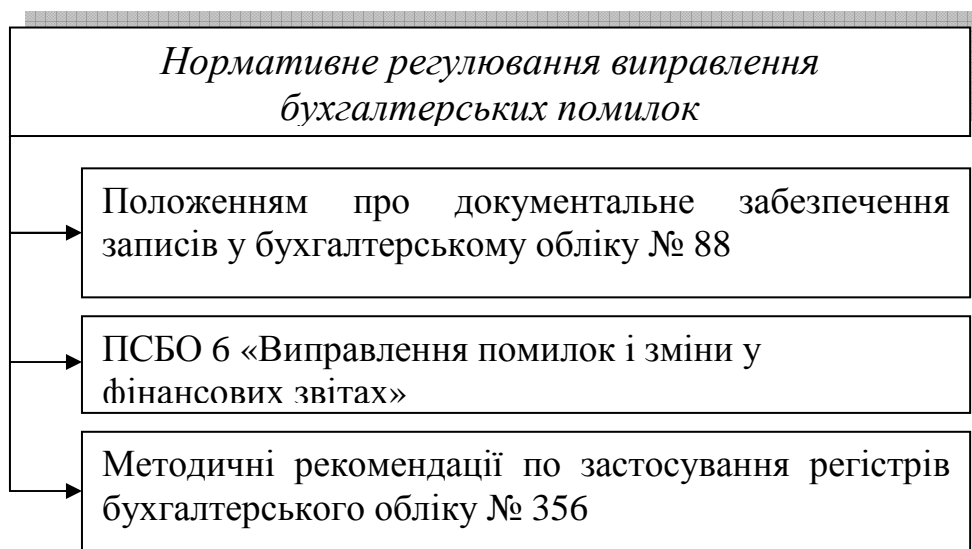 Нормативне регулювання виправлення
бухгалтерських помилок
Положенням про документальне забезпечення
записів у бухгалтерському обліку № 88
ПСБО 6 «Виправлення помилок і зміни у
фінансових звітах»
Методичні рекомендації по застосування регістрів
бухгалтерського обліку № 356